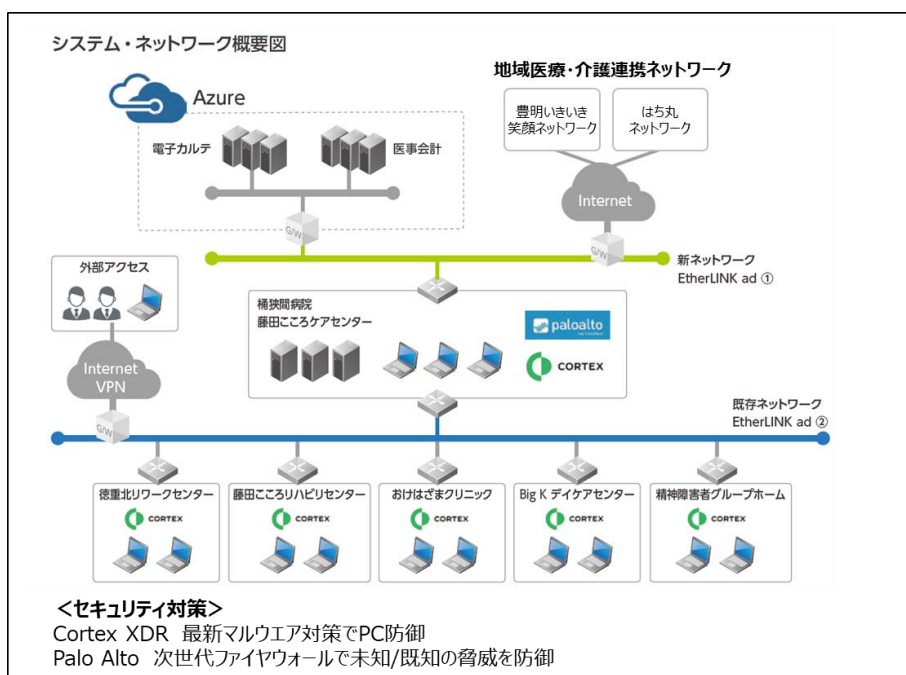 システム・ネットワーク概要図
Azure
電子カルテ
医事会計
G/W
地域医療・介護連携ネットワーク
豊明いきいき
笑顔ネットワーク
はち丸
ネットワーク
Internet
G/W
新ネットワーク
EtherLINK ad ①
外部アクセス
Internet
VPN
G/W
桶狭間病院
藤田こころケアセンター
paloalto
NETWORKS
CORTEX
既存ネットワーク
EtherLINK ad ②
徳重北リワークセンター
CORTEX
藤田こころリハビリセンター
CORTEX
おけはざまクリニック
CORTEX
Big K デイケアセンター
CORTEX
精神障害者グループホーム
CORTEX
＜セキュリティ対策＞
Cortex XDR 最新マルウエア対策でPC防御
Palo Alto 次世代ファイヤウォールで未知/既知の脅威を防御